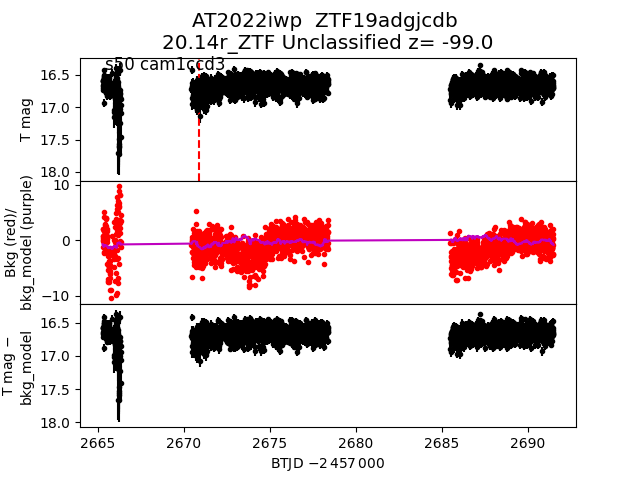 AT2022iwp ZTF19adgjcdb
20.14r_ZTF Unclassified z= -99.0
s50 cam1ccd3
16.5
17.0
17.5
18.0
T mag
10
0
−10
Bkg (red)/
bkg_model (purple)
16.5
17.0
17.5
18.0
T mag −
bkg_model
2665 2670 2675 2680 2685 2690
BTJD −2 457 000